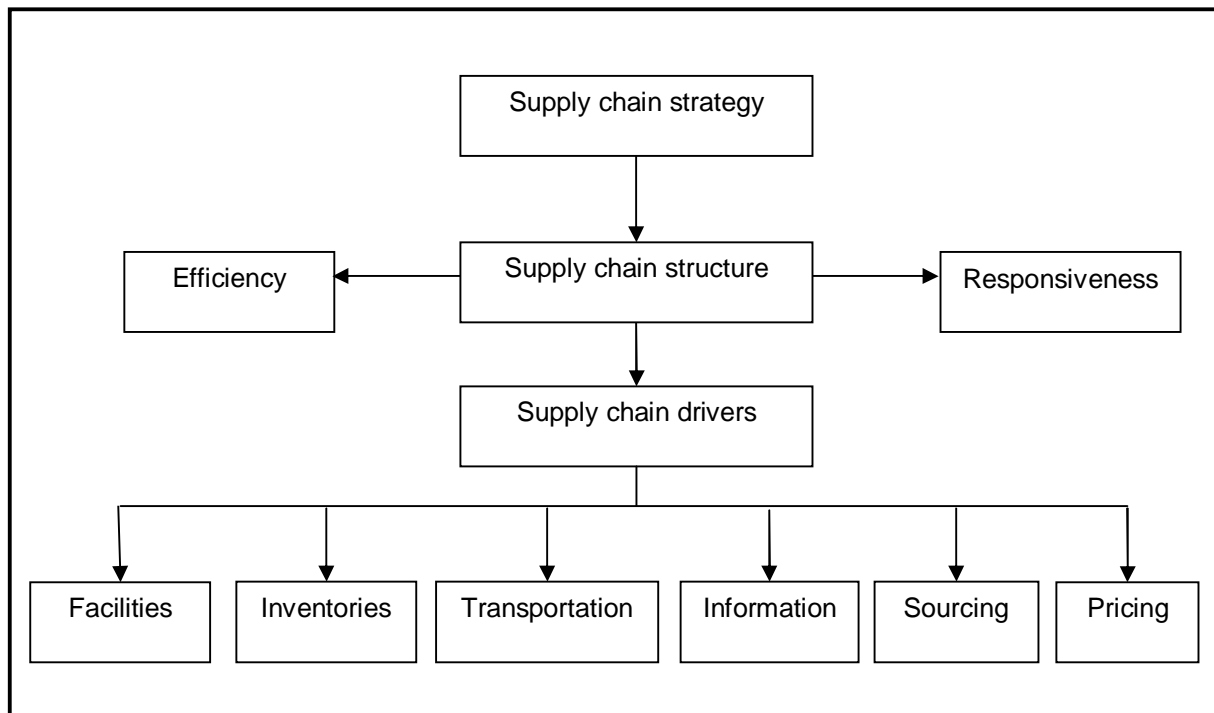 Supply chain strategy
Efficiency
Supply chain structure
Responsiveness
Supply chain drivers
Facilities
Inventories
Transportation
Information
Sourcing
Pricing